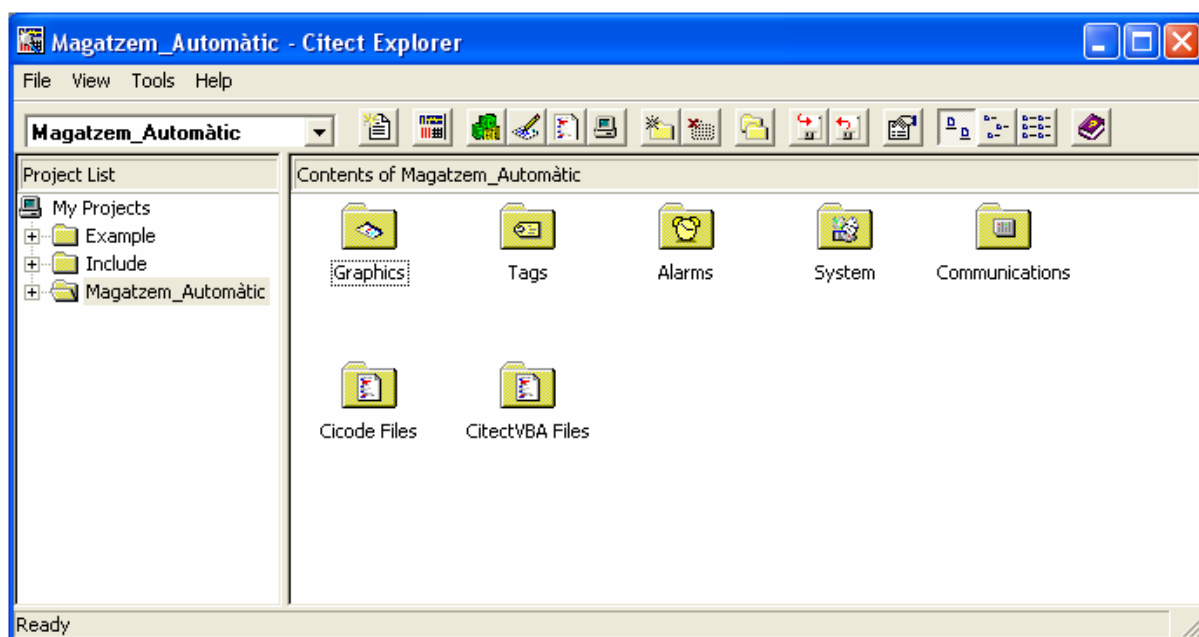 Magatzem_Automàtic - Citect Explorer
File View Tools Help
Magatzem_Automàtic
Project List
My Projects
Example
Include
Magatzem_Automàtic
Contents of Magatzem_Automàtic
Graphics Tags Alarms System Communications
Cicode Files CitectVBA Files
Ready